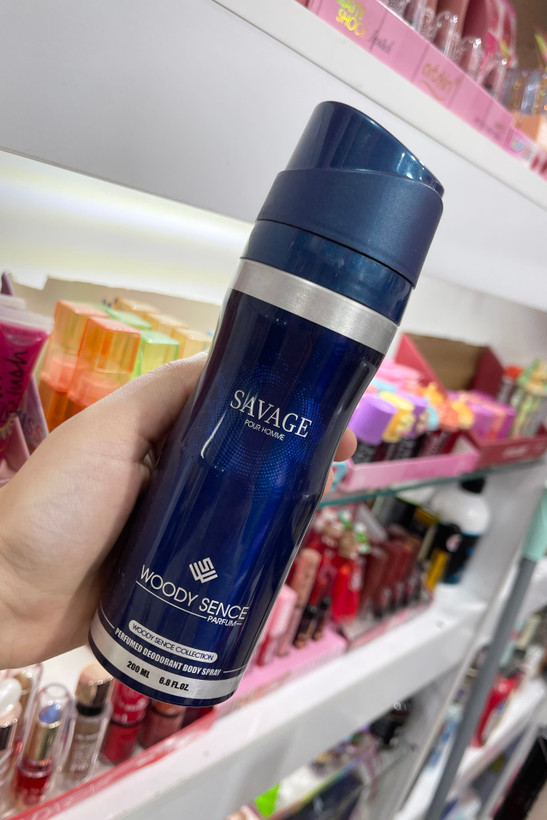 SAVAGE
POUR HOMME
WOODY SENCE
PARFUM
WOODY SENCE COLLECTION
PERFUMED DEODORANT BODY SPRAY
200 ML 6.8 FL.OZ.